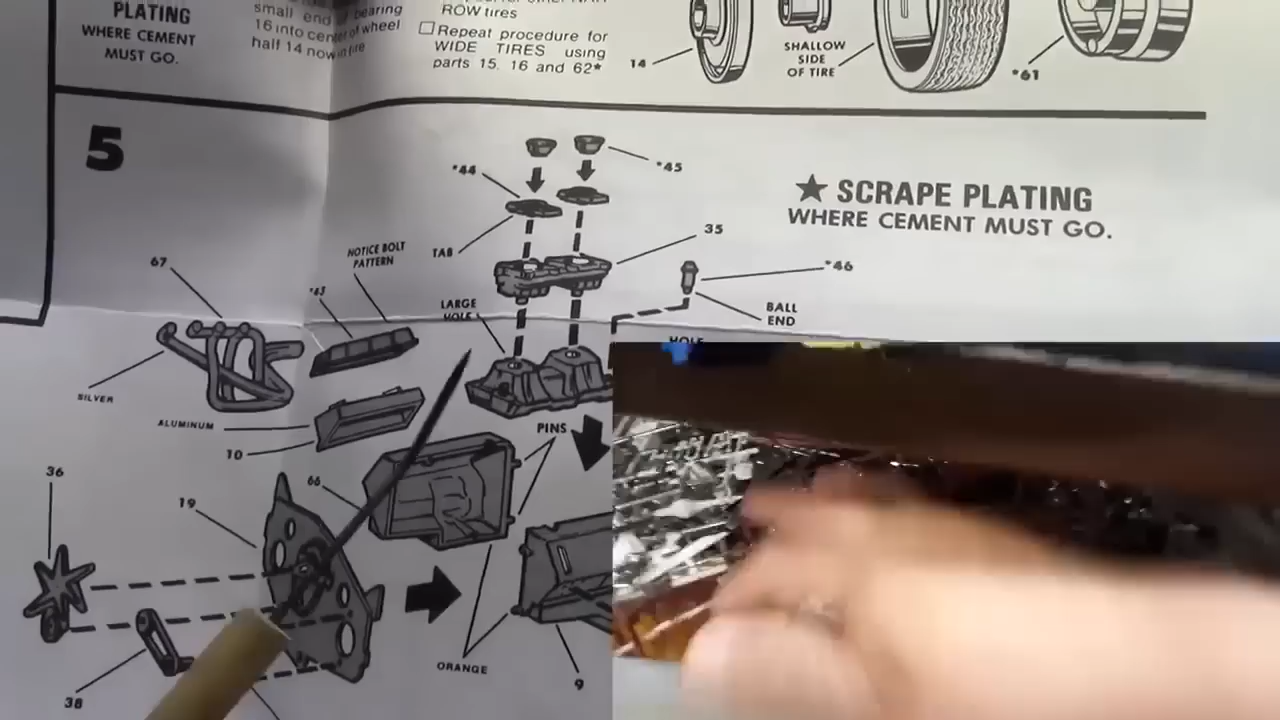 PLATING
WHERE CEMENT
MUST GO.
small end of bearing
16 into center of wheel
half 14 now in tire
ROW tires
Repeat procedure for
WIDE TIRES using
parts 15, 16 and 62*
14
SHALLOW
SIDE
OF TIRE
*61
5
*44
*45
TAB
35
★ SCRAPE PLATING
WHERE CEMENT MUST GO.
NOTICE BOLT
PATTERN
67
LARGE
HOLE
*46
BALL
END
HOLE
SILVER
ALUMINUM
10
PINS
36
19
66
ORANGE
9
38